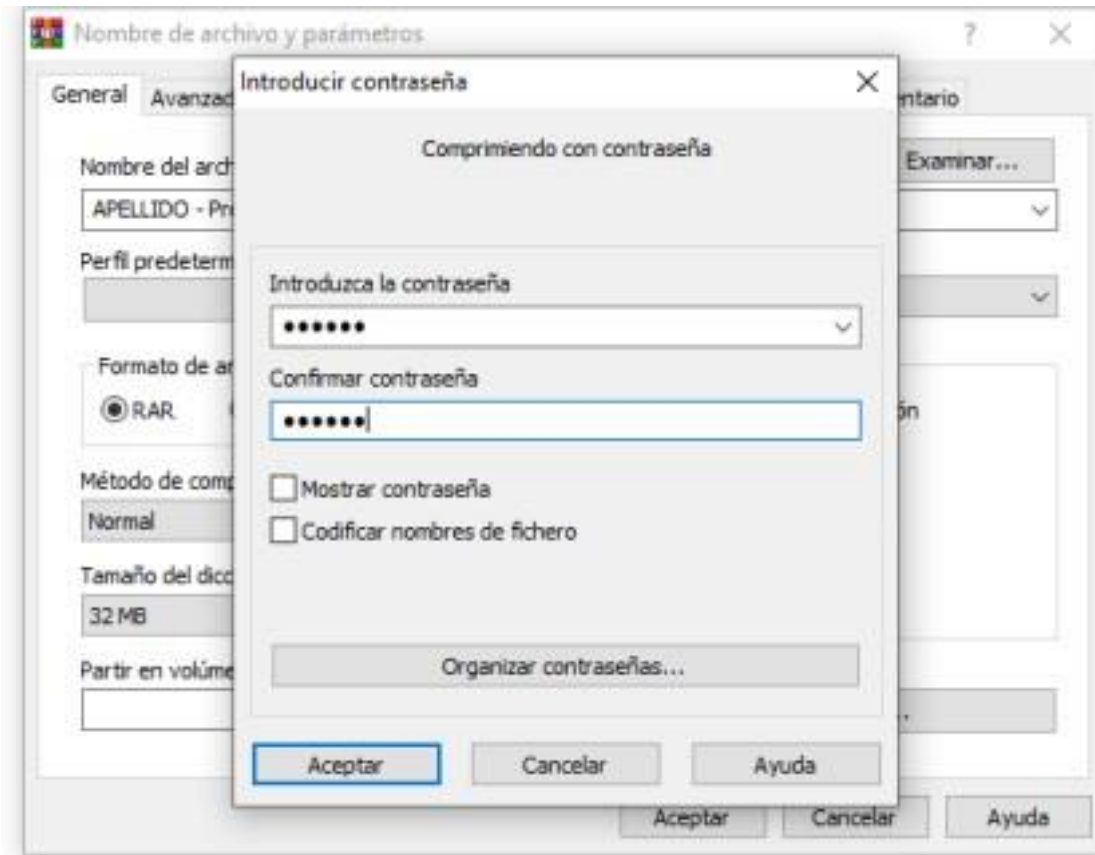 Nombre de archivo y parámetros
?
Introducir contraseña
General
Avanzad
entario
Comprimiendo con contraseña
Nombre del arch
Examinar...
APELLIDO - Pr
Perfil predeterm
Introduzca la contraseña
••••••
Formato de ar
Confirmar contraseña
RAR
ón
••••••
Método de comp
Mostrar contraseña
Normal
Codificar nombres de fichero
Tamaño del dicc
32 MB
Partir en volúme
Organizar contraseñas...
Aceptar
Cancelar
Ayuda
Aceptar
Cancelar
Ayuda